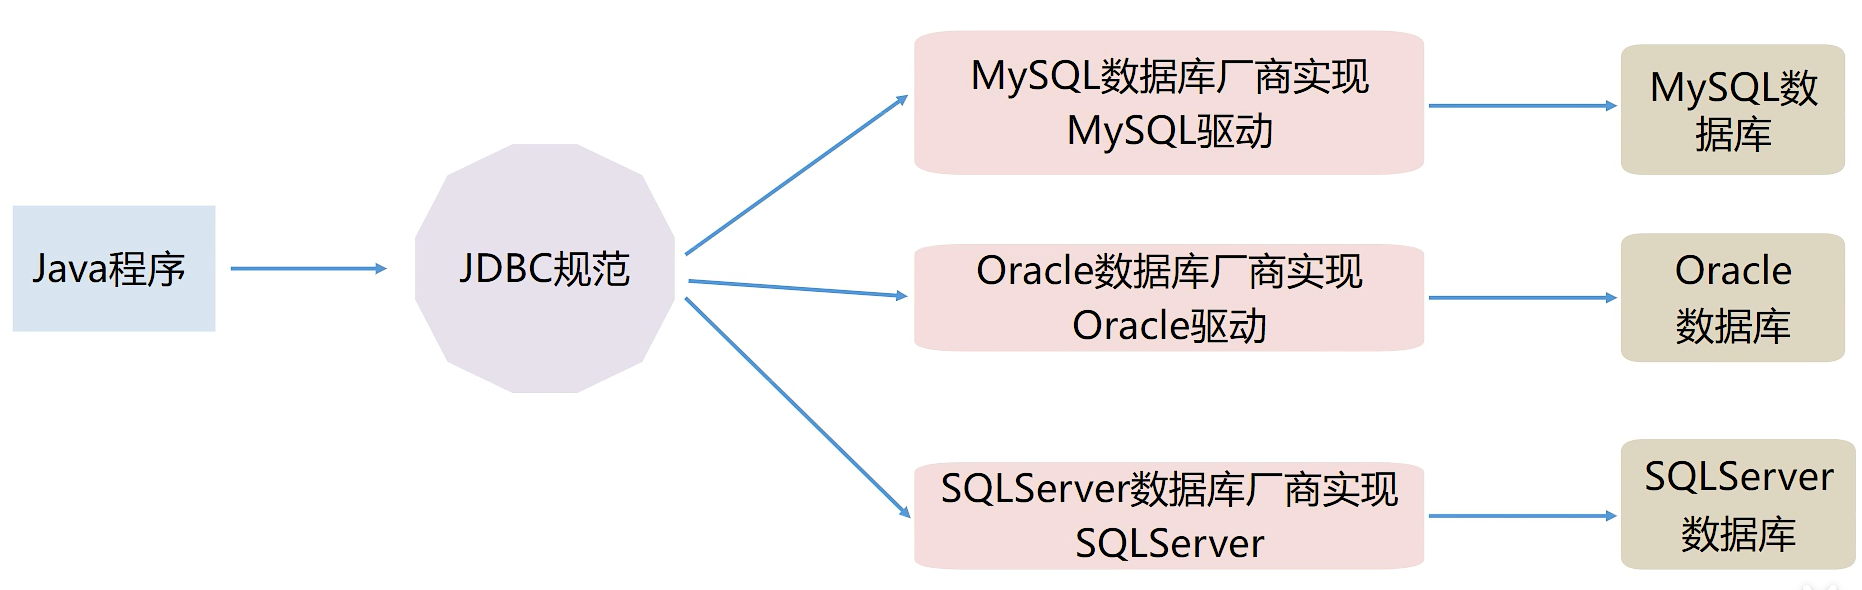 Java程序
JDBC规范
MySQL数据库厂商实现
MySQL驱动
MySQL数
据库
Oracle数据库厂商实现
Oracle驱动
Oracle
数据库
SQLServer数据库厂商实现
SQLServer
SQLServer
数据库